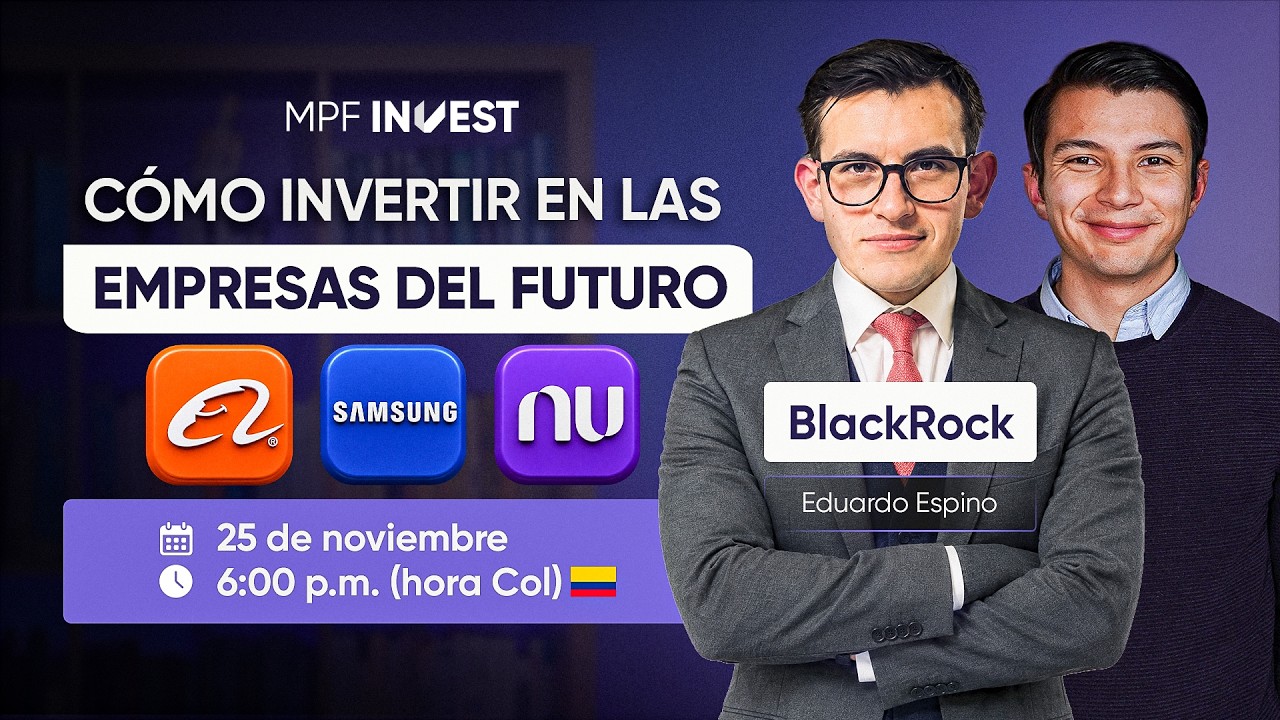 MPF INVEST
CÓMO INVERTIR EN LAS
EMPRESAS DEL FUTURO
SAMSUNG
nu
25 de noviembre
6:00 p.m. (hora Col)
BlackRock
Eduardo Espino
®